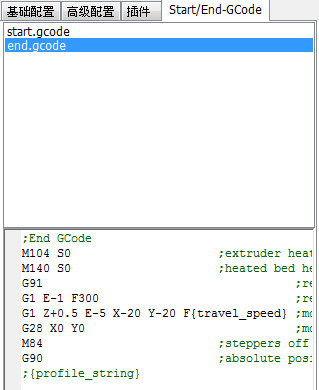 基础配置 高级配置 插件 Start/End-GCode
start.gcode
end.gcode
;End GCode
M104 S0 ;extruder heat
M140 S0 ;heated bed he
G91 ;re
G1 E-1 F300 ;re
G1 Z+0.5 E-5 X-20 Y-20 F{travel_speed} ;mo
G28 X0 Y0 ;mo
M84 ;steppers off
G90 ;absolute posi
;{profile_string}